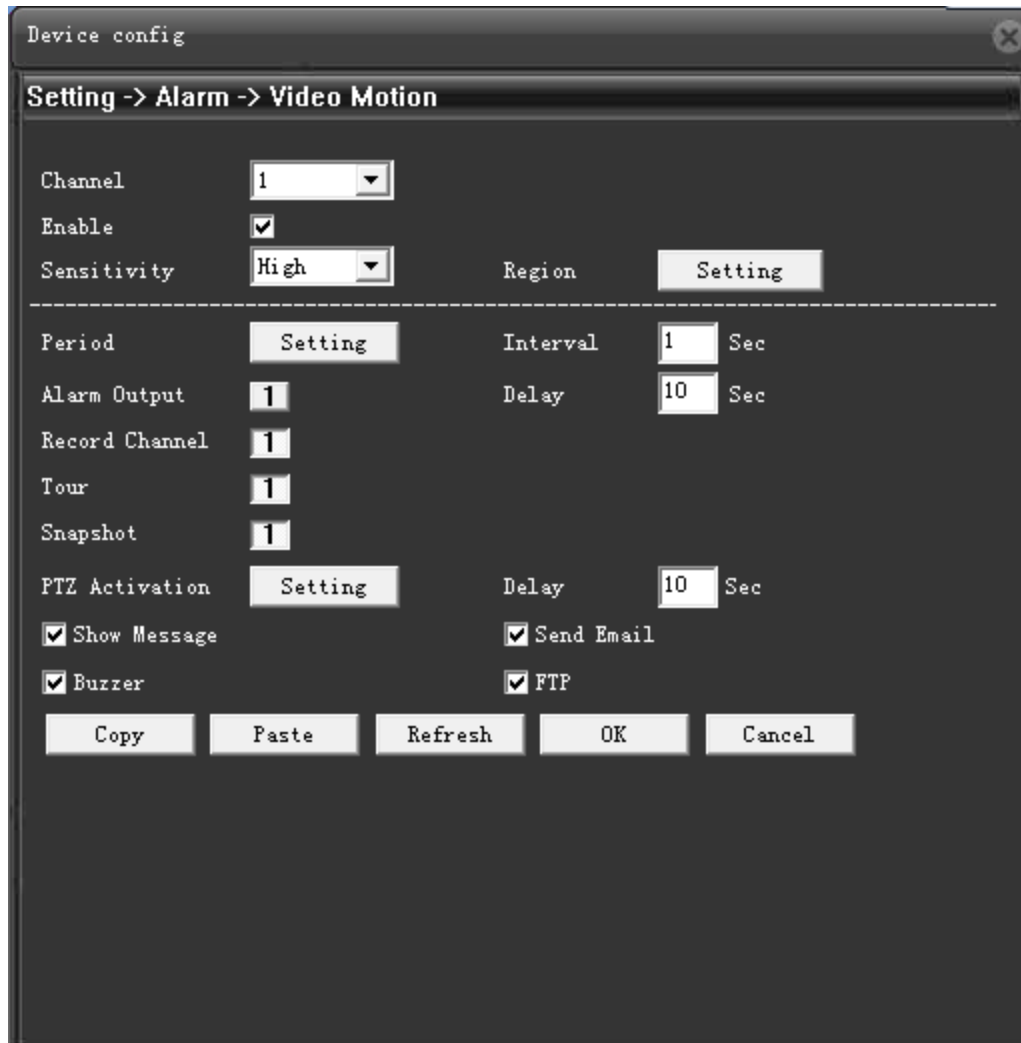 Device config
Setting -> Alarm -> Video Motion
Channel 1
Enable
Sensitivity High Region Setting
Period Setting Interval 1 Sec
Alarm Output 1 Delay 10 Sec
Record Channel 1
Tour 1
Snapshot 1
PTZ Activation Setting Delay 10 Sec
Show Message Send Email
Buzzer FTP
Copy Paste Refresh OK Cancel